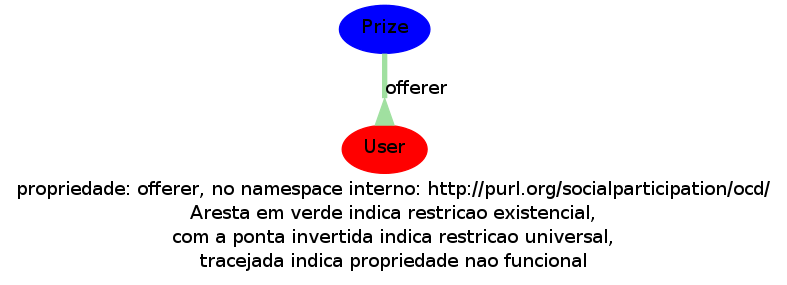 Prize
offerer
User
propriedade: offerer, no namespace interno: http://purl.org/socialparticipation/ocd/
Aresta em verde indica restricao existencial,
com a ponta invertida indica restricao universal,
tracejada indica propriedade nao funcional